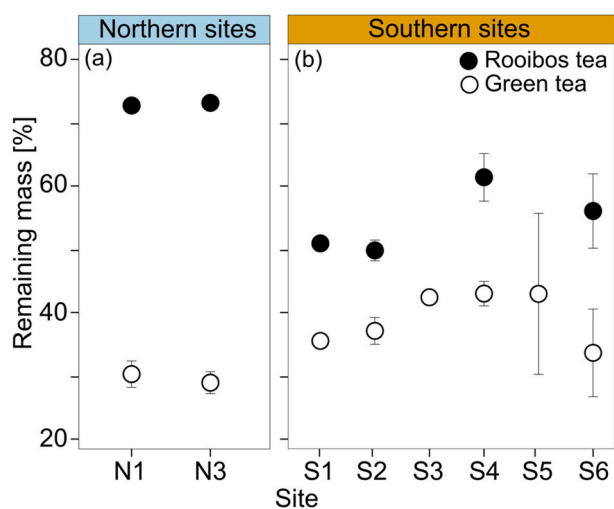 Northern sites
Southern sites
(a)
(b)
Rooibos tea
Green tea
Remaining mass [%]
80
60
40
20
N1 N3 S1 S2 S3 S4 S5 S6
Site